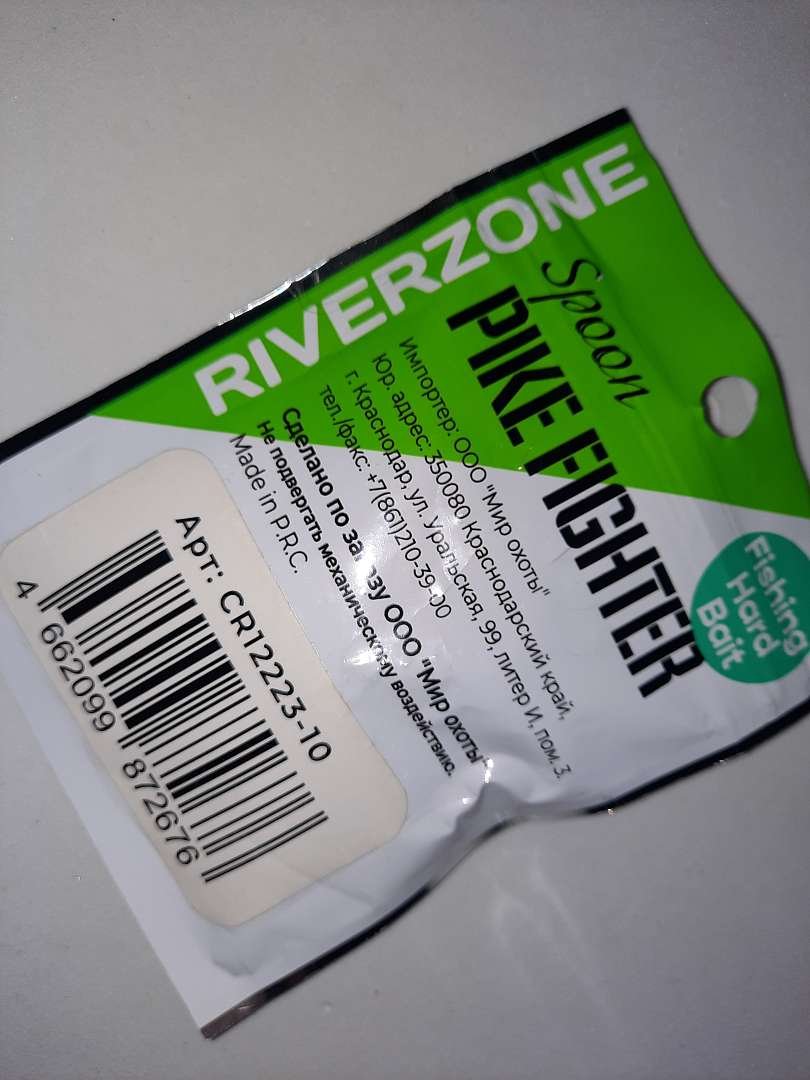 RIVERZONE
Spoon
PIKE FIGHTER
Fishing
Hard
Bait
Импортер: ООО "Мир охоты"
Юр. адрес: 350080 Краснодарский край,
г. Краснодар, ул. Уральская, 99, литер И, пом. 3.
тел./факс: +7(861)210-39-00
Сделано по заказу ООО "Мир охоты"
Не подвергать механическому воздействию.
Made in P.R.C.
Арт: CR12223-10
4 662099 872676